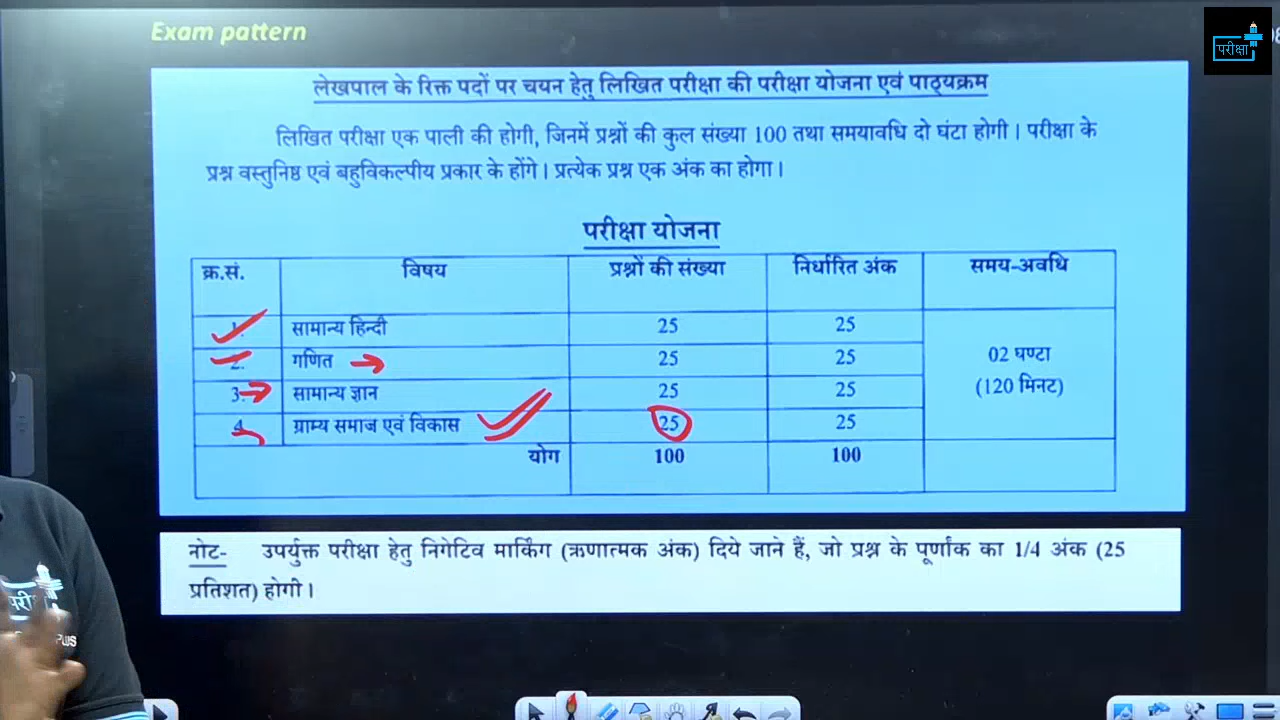 Exam pattern
परीक्षा
लेखपाल के रिक्त पदों पर चयन हेतु लिखित परीक्षा की परीक्षा योजना एवं पाठ्यक्रम
लिखित परीक्षा एक पाली की होगी, जिनमें प्रश्नों की कुल संख्या 100 तथा समयावधि दो घंटा होगी। परीक्षा के
प्रश्न वस्तुनिष्ठ एवं बहुविकल्पीय प्रकार के होंगे। प्रत्येक प्रश्न एक अंक का होगा।
परीक्षा योजना
क्र.सं. विषय प्रश्नों की संख्या निर्धारित अंक समय-अवधि
1. सामान्य हिन्दी 25 25
2. गणित 25 25
02 घण्टा
(120 मिनट)
3. सामान्य ज्ञान 25 25
4. ग्राम्य समाज एवं विकास 25 25
योग 100 100
नोट- उपर्युक्त परीक्षा हेतु निगेटिव मार्किंग (ऋणात्मक अंक) दिये जाने हैं, जो प्रश्न के पूर्णांक का 1/4 अंक (25
प्रतिशत) होगी।